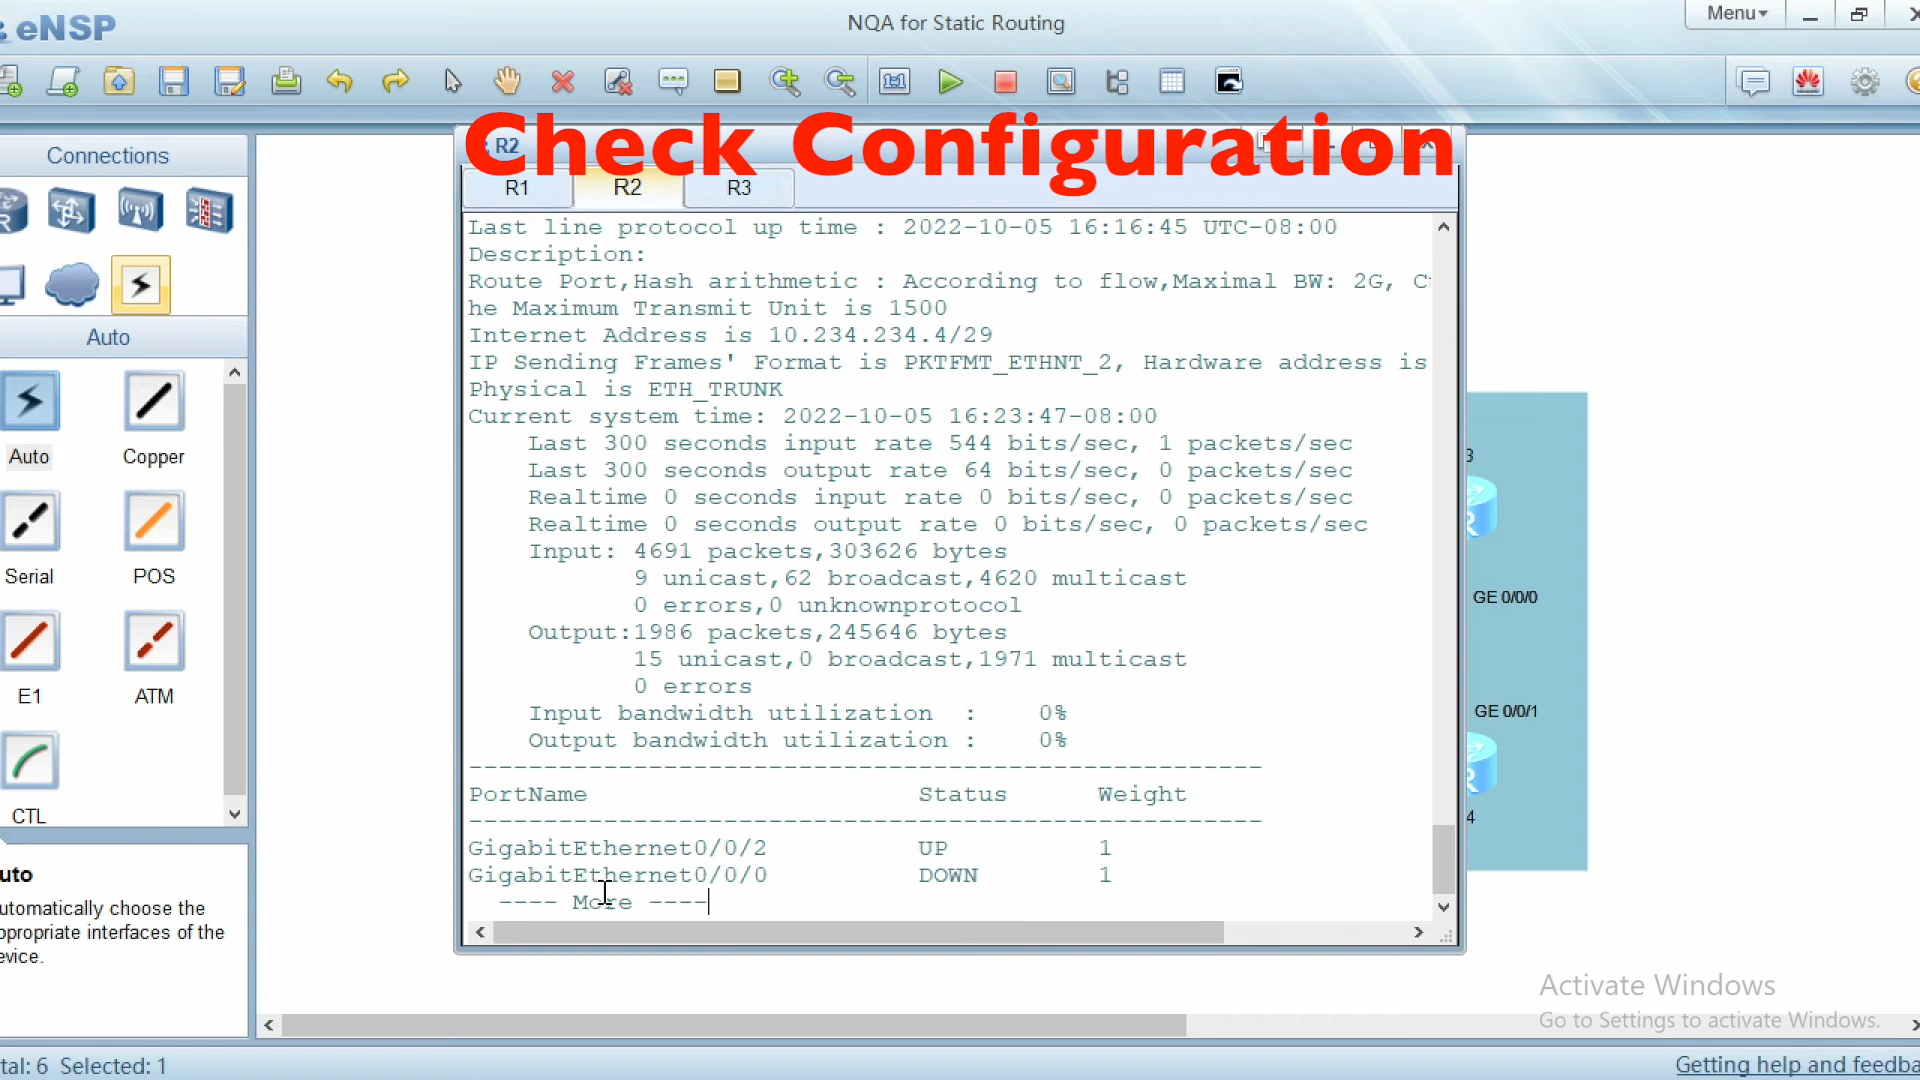 eNSP
NQA for Static Routing
Menu
1:1
Check Configuration
R2
R1 R2 R3
Connections
Auto
Auto
Copper
Serial
POS
E1
ATM
CTL
uto
utomatically choose the
ppropriate interfaces of the
evice.
Last line protocol up time : 2022-10-05 16:16:45 UTC-08:00
Description:
Route Port,Hash arithmetic : According to flow,Maximal BW: 2G, C
he Maximum Transmit Unit is 1500
Internet Address is 10.234.234.4/29
IP Sending Frames' Format is PKTFMT_ETHNT_2, Hardware address is
Physical is ETH_TRUNK
Current system time: 2022-10-05 16:23:47-08:00
Last 300 seconds input rate 544 bits/sec, 1 packets/sec
Last 300 seconds output rate 64 bits/sec, 0 packets/sec
Realtime 0 seconds input rate 0 bits/sec, 0 packets/sec
Realtime 0 seconds output rate 0 bits/sec, 0 packets/sec
Input: 4691 packets,303626 bytes
9 unicast,62 broadcast,4620 multicast
0 errors,0 unknownprotocol
Output:1986 packets,245646 bytes
15 unicast,0 broadcast,1971 multicast
0 errors
Input bandwidth utilization : 0%
Output bandwidth utilization : 0%
-----------------------------------------------------
PortName Status Weight
-----------------------------------------------------
GigabitEthernet0/0/2 UP 1
GigabitEthernet0/0/0 DOWN 1
---- More ----
3
R
GE 0/0/0
GE 0/0/1
R
4
Activate Windows
Go to Settings to activate Windows.
tal: 6 Selected: 1
Getting help and feedba